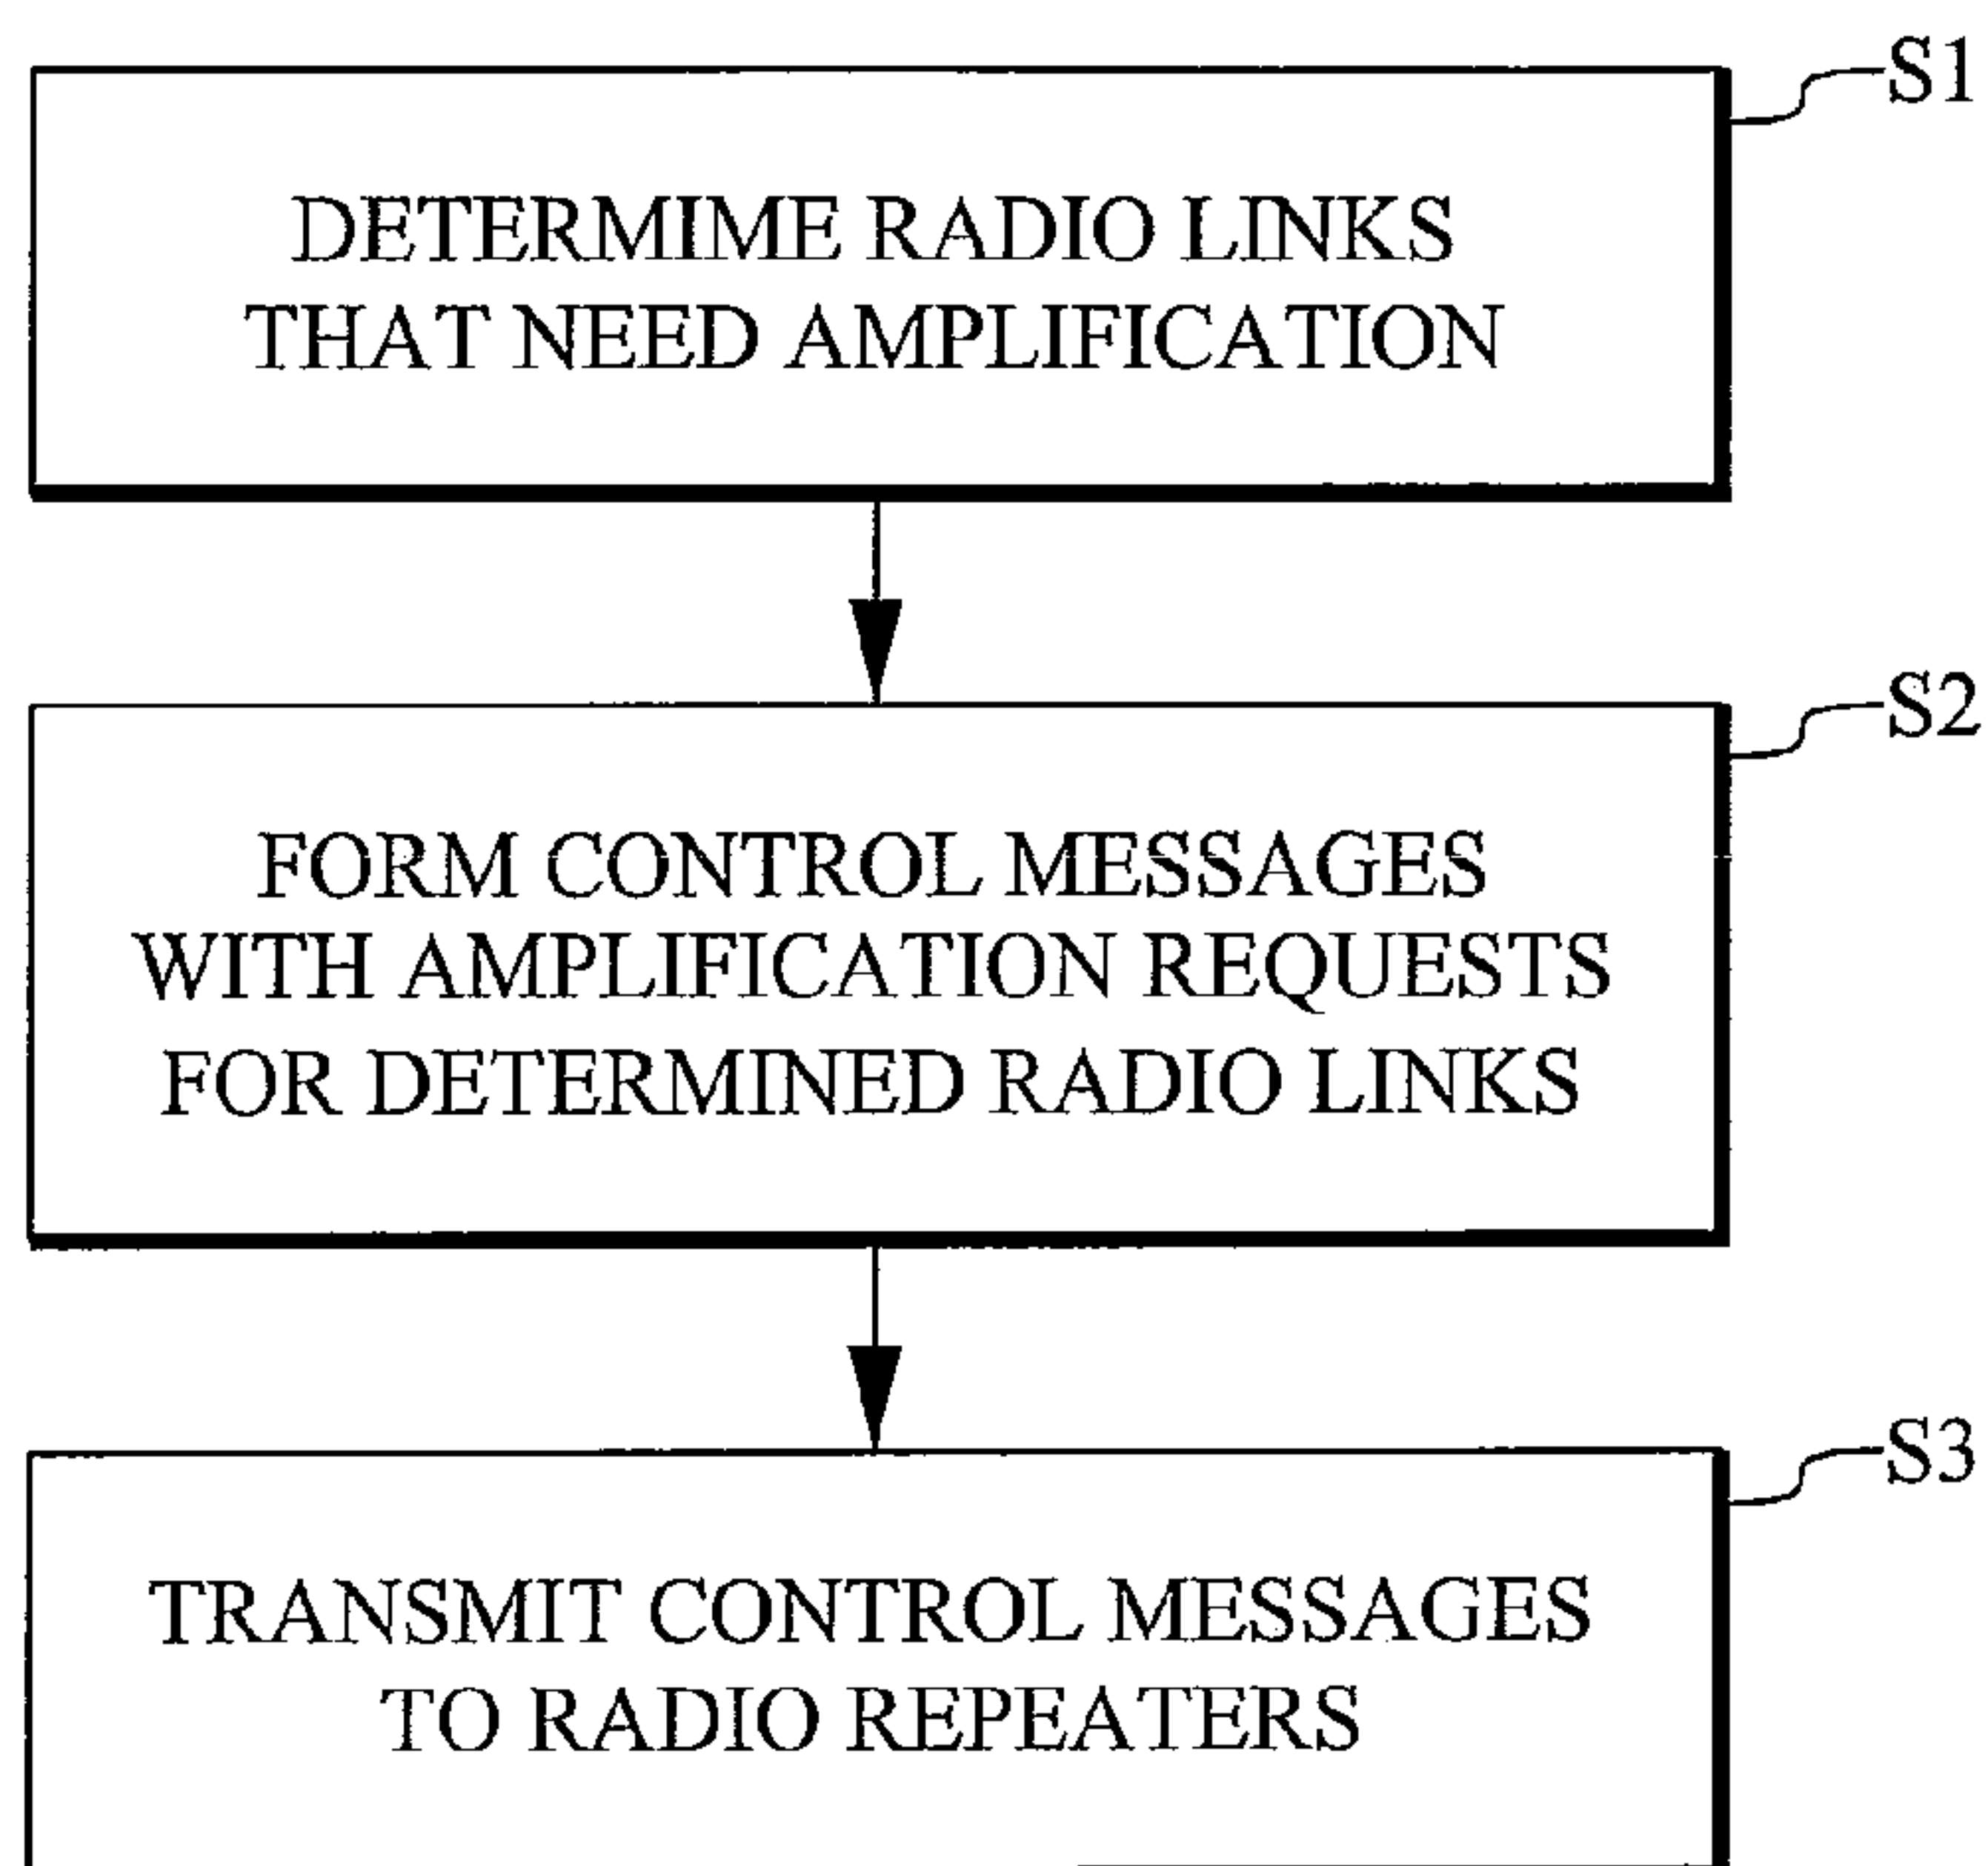 S1
DETERMIME RADIO LINKS
THAT NEED AMPLIFICATION
S2
FORM CONTROL MESSAGES
WITH AMPLIFICATION REQUESTS
FOR DETERMINED RADIO LINKS
S3
TRANSMIT CONTROL MESSAGES
TO RADIO REPEATERS